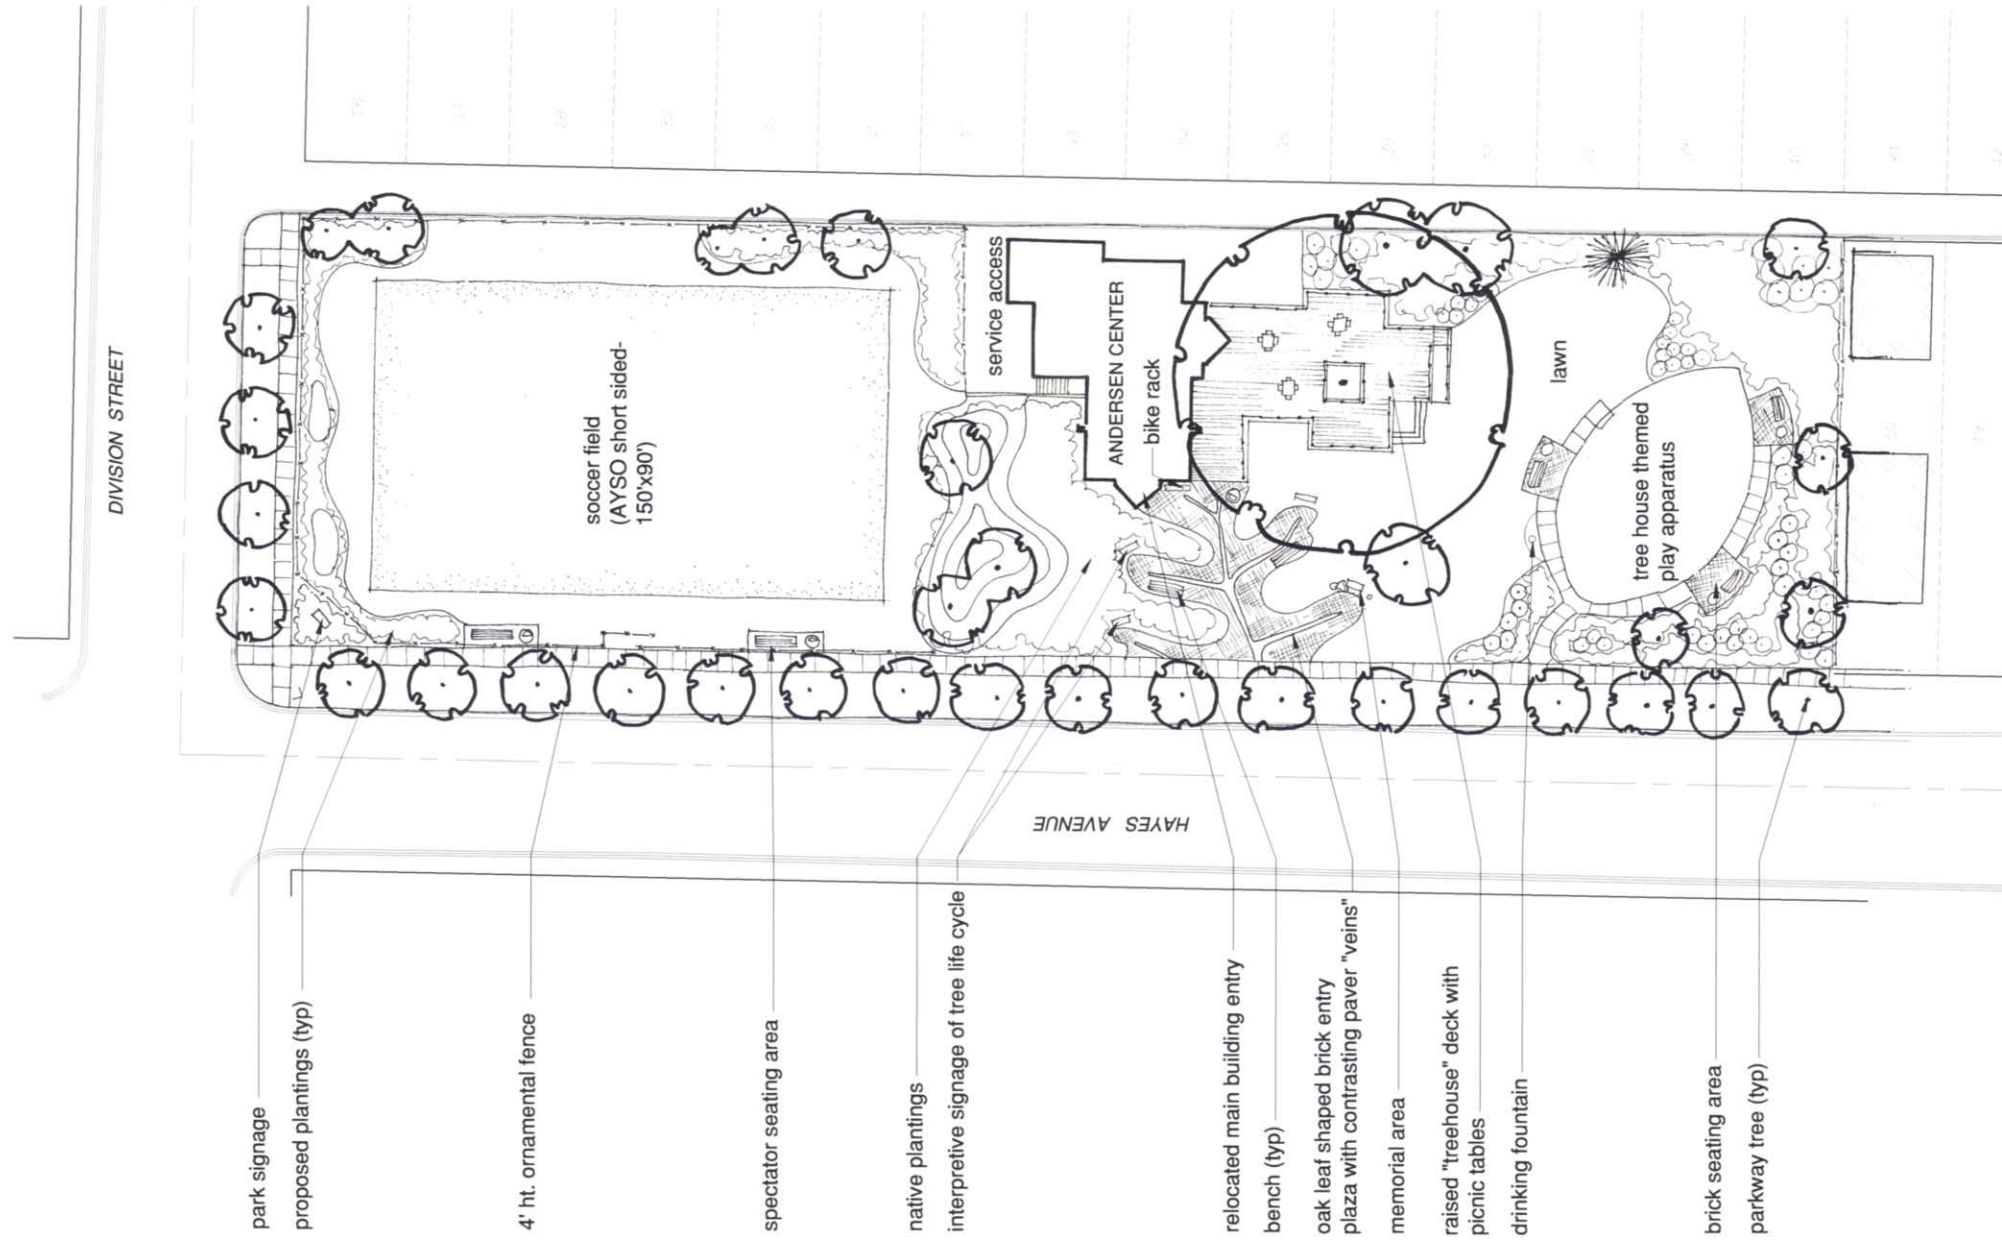 DIVISION STREET
soccer field
(AYSO short sided-
150'x90')
service access
ANDERSEN CENTER
bike rack
lawn
tree house themed
play apparatus
HAYES AVENUE
park signage
proposed plantings (typ)
4' ht. ornamental fence
spectator seating area
native plantings
interpretive signage of tree life cycle
relocated main building entry
bench (typ)
oak leaf shaped brick entry
plaza with contrasting paver "veins"
memorial area
raised "treehouse" deck with
picnic tables
drinking fountain
brick seating area
parkway tree (typ)